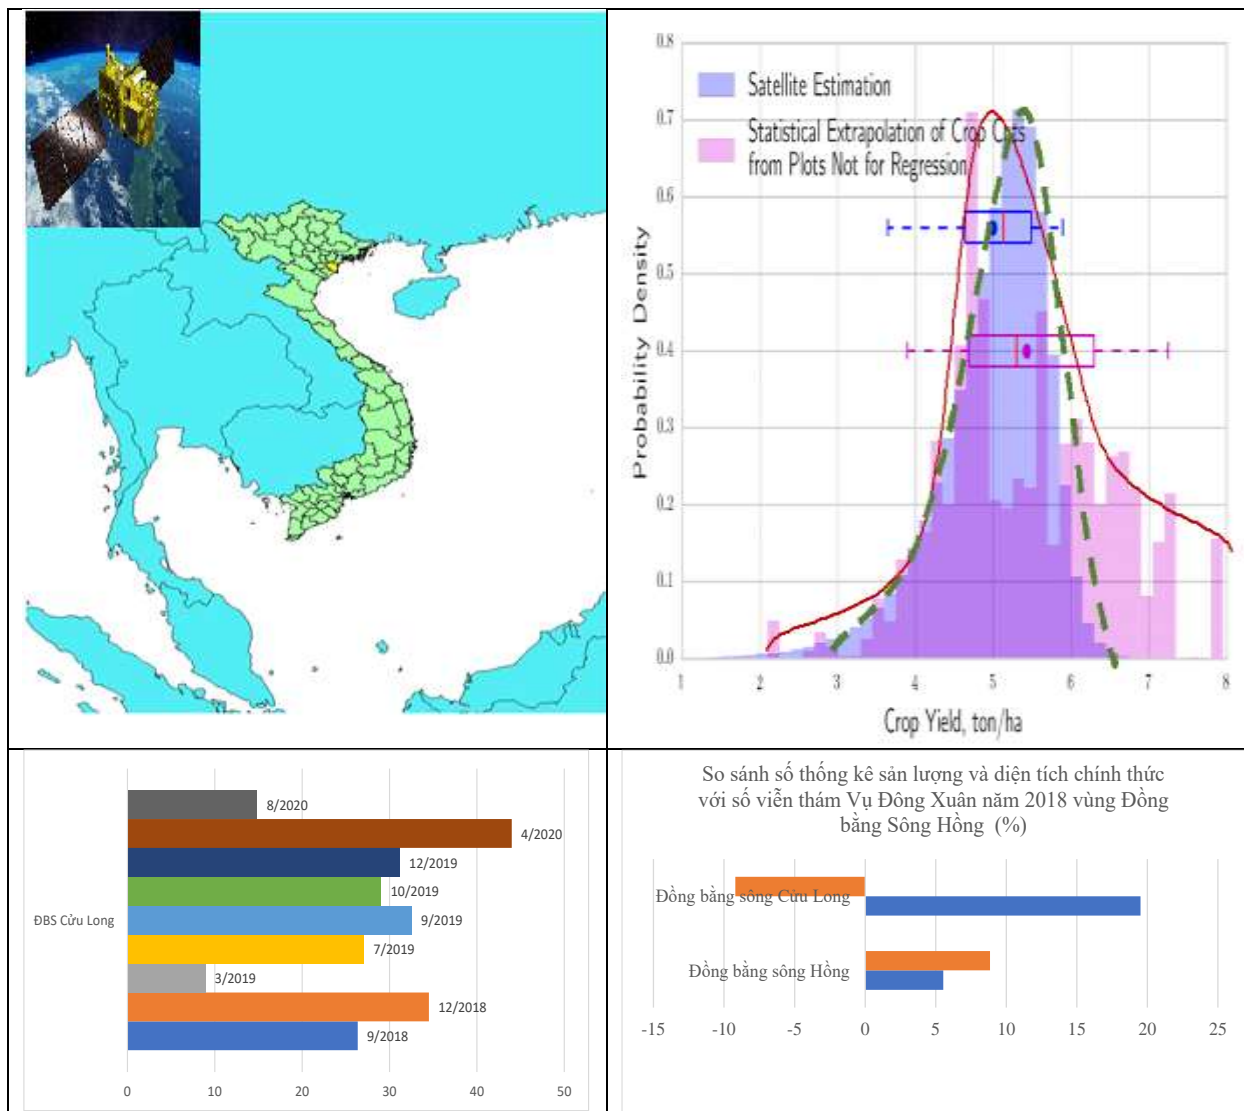 0.8
0.7
0.6
0.5
0.4
0.3
0.2
0.1
0.0
Probability Density
Satellite Estimation
Statistical Extrapolation of Crop Cuts
from Plots Not for Regression
1 2 3 4 5 6 7 8
Crop Yield, ton/ha
8/2020
4/2020
12/2019
10/2019
ĐBS Cửu Long
9/2019
7/2019
3/2019
12/2018
9/2018
0 10 20 30 40 50
So sánh số thống kê sản lượng và diện tích chính thức
với số viễn thám Vụ Đông Xuân năm 2018 vùng Đồng
bằng Sông Hồng (%)
Đồng bằng sông Cửu Long
Đồng bằng sông Hồng
-15 -10 -5 0 5 10 15 20 25